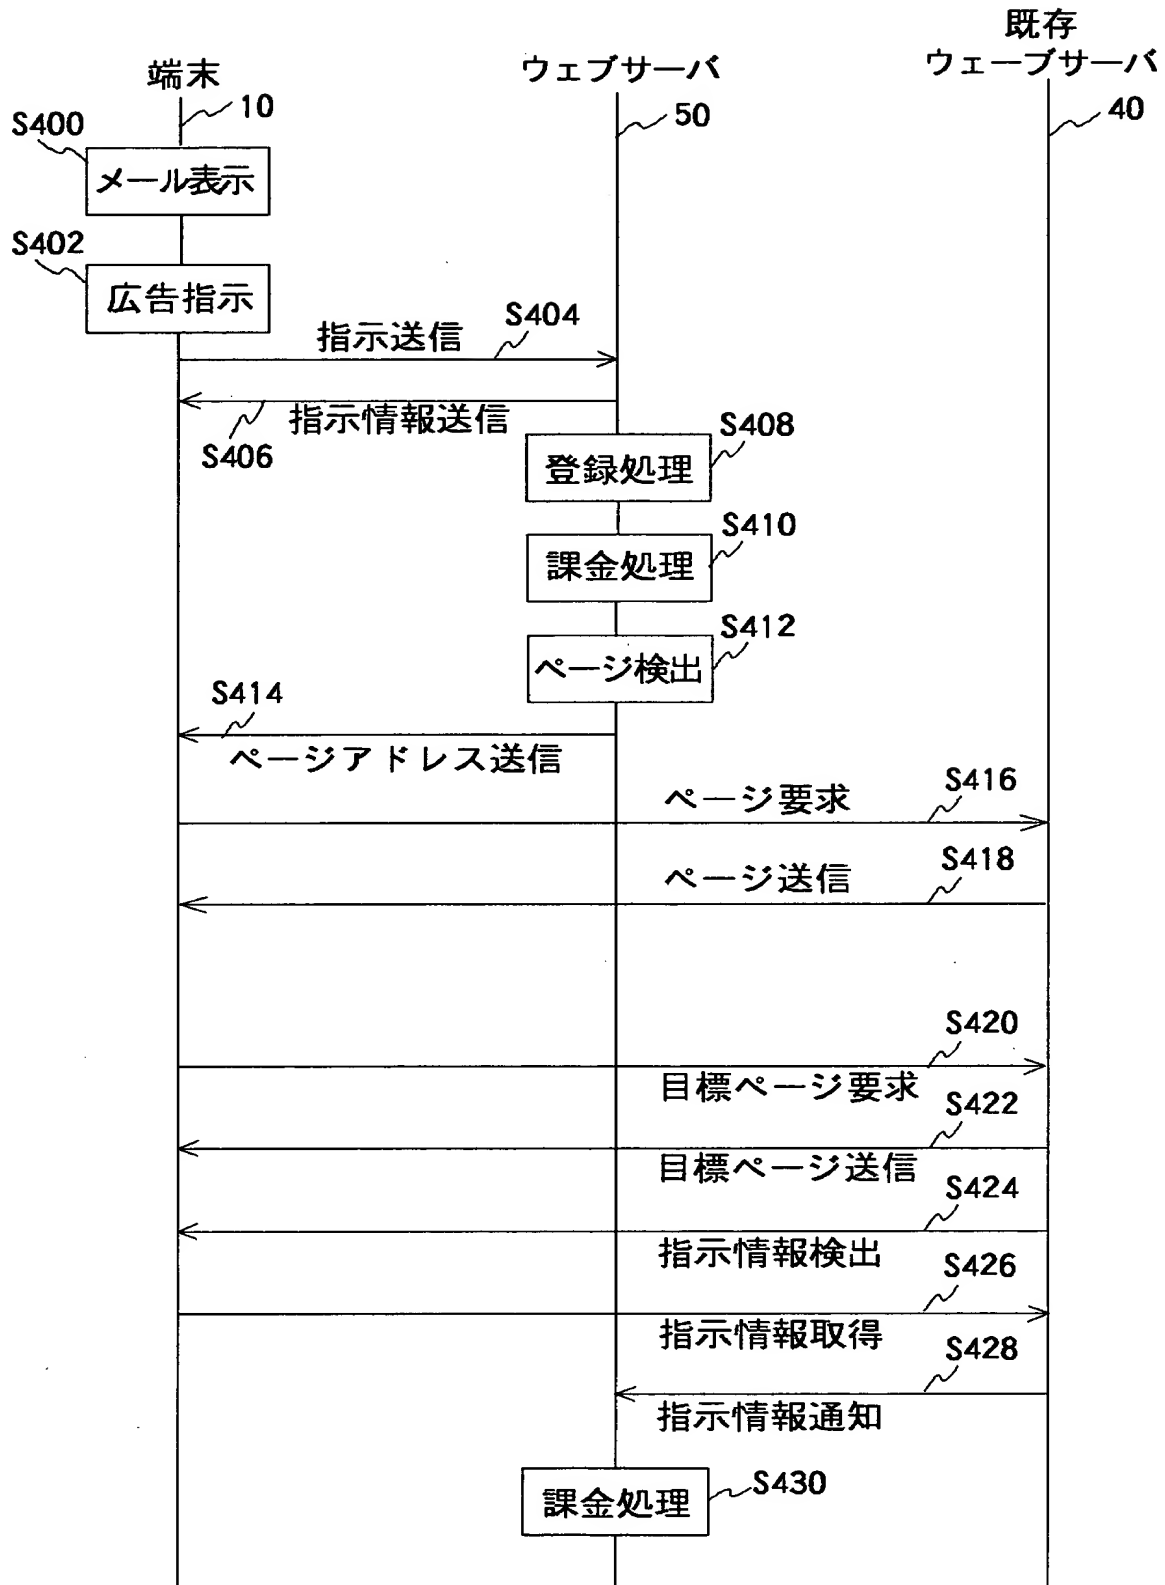 既存
端末
ウェブサーバ
ウェーブサーバ
10
50
40
S400
メール表示
S402
広告指示
指示送信
S404
指示情報送信
S406
S408
登録処理
S410
課金処理
S412
ページ検出
S414
ページアドレス送信
ページ要求
S416
ページ送信
S418
S420
目標ページ要求
S422
目標ページ送信
S424
指示情報検出
S426
指示情報取得
S428
指示情報通知
S430
課金処理